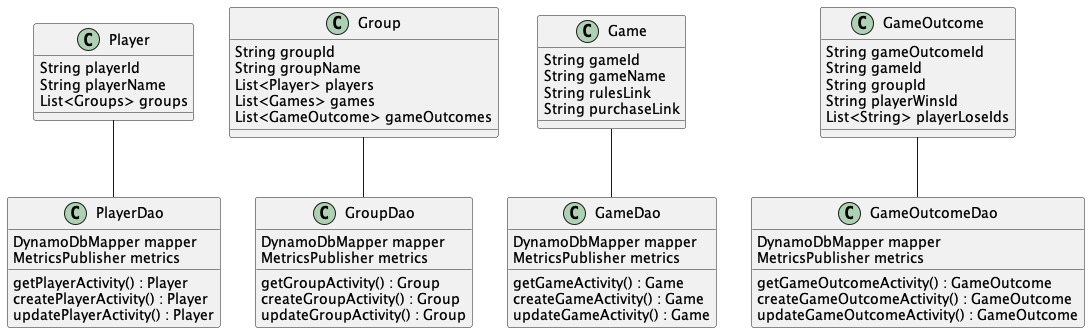 C Player
String playerId
String playerName
List<Groups> groups
C Group
String groupId
String groupName
List<Player> players
List<Games> games
List<GameOutcome> gameOutcomes
C Game
String gameId
String gameName
String rulesLink
String purchaseLink
C GameOutcome
String gameOutcomeId
String gameId
String groupId
String playerWinsId
List<String> playerLoseIds
C PlayerDao
DynamoDbMapper mapper
MetricsPublisher metrics
getPlayerActivity() : Player
createPlayerActivity() : Player
updatePlayerActivity() : Player
C GroupDao
DynamoDbMapper mapper
MetricsPublisher metrics
getGroupActivity() : Group
createGroupActivity() : Group
updateGroupActivity() : Group
C GameDao
DynamoDbMapper mapper
MetricsPublisher metrics
getGameActivity() : Game
createGameActivity() : Game
updateGameActivity() : Game
C GameOutcomeDao
DynamoDbMapper mapper
MetricsPublisher metrics
getGameOutcomeActivity() : GameOutcome
createGameOutcomeActivity() : GameOutcome
updateGameOutcomeActivity() : GameOutcome